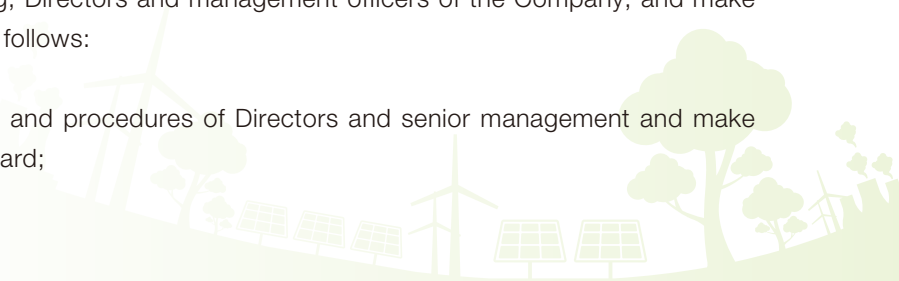 Directors and management officers of the Company, and make
follows:
and procedures of Directors and senior management and make